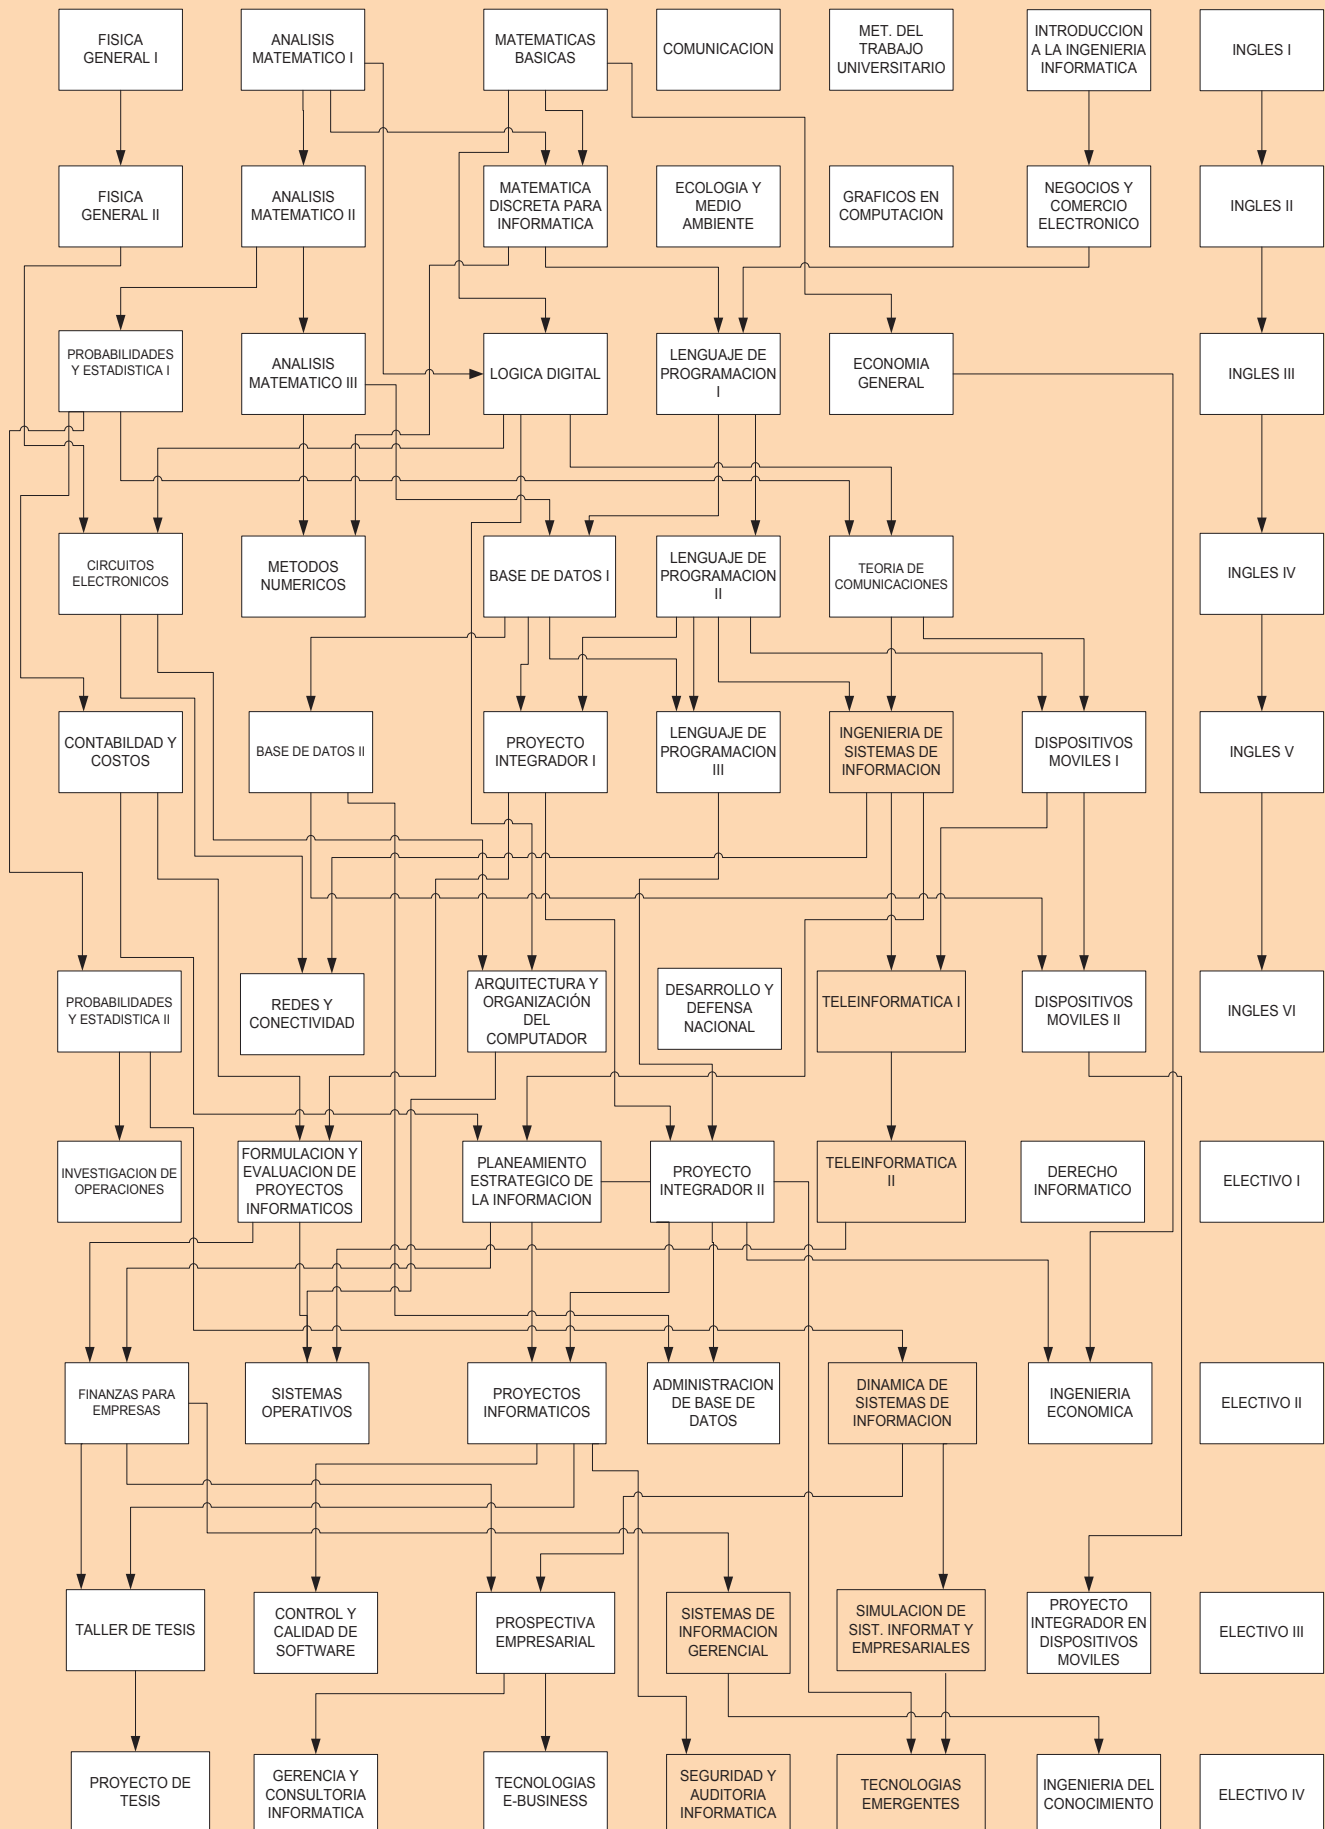 FISICA
GENERAL I
ANALISIS
MATEMATICO I
MATEMATICAS
BASICAS
COMUNICACION
MET. DEL
TRABAJO
UNIVERSITARIO
INTRODUCCION
A LA INGENIERIA
INFORMATICA
INGLES I
FISICA
GENERAL II
ANALISIS
MATEMATICO II
MATEMATICA
DISCRETA PARA
INFORMATICA
ECOLOGIA Y
MEDIO
AMBIENTE
GRAFICOS EN
COMPUTACION
NEGOCIOS Y
COMERCIO
ELECTRONICO
INGLES II
PROBABILIDADES
Y ESTADISTICA I
ANALISIS
MATEMATICO III
LOGICA DIGITAL
LENGUAJE DE
PROGRAMACION
I
ECONOMIA
GENERAL
INGLES III
CIRCUITOS
ELECTRONICOS
METODOS
NUMERICOS
BASE DE DATOS I
LENGUAJE DE
PROGRAMACION
II
TEORIA DE
COMUNICACIONES
INGLES IV
CONTABILDAD Y
COSTOS
BASE DE DATOS II
PROYECTO
INTEGRADOR I
LENGUAJE DE
PROGRAMACION
III
INGENIERIA DE
SISTEMAS DE
INFORMACION
DISPOSITIVOS
MOVILES I
INGLES V
PROBABILIDADES
Y ESTADISTICA II
REDES Y
CONECTIVIDAD
ARQUITECTURA Y
ORGANIZACIÓN
DEL
COMPUTADOR
DESARROLLO Y
DEFENSA
NACIONAL
TELEINFORMATICA I
DISPOSITIVOS
MOVILES II
INGLES VI
INVESTIGACION DE
OPERACIONES
FORMULACION Y
EVALUACION DE
PROYECTOS
INFORMATICOS
PLANEAMIENTO
ESTRATEGICO DE
LA INFORMACION
PROYECTO
INTEGRADOR II
TELEINFORMATICA
II
DERECHO
INFORMATICO
ELECTIVO I
FINANZAS PARA
EMPRESAS
SISTEMAS
OPERATIVOS
PROYECTOS
INFORMATICOS
ADMINISTRACION
DE BASE DE
DATOS
DINAMICA DE
SISTEMAS DE
INFORMACION
INGENIERIA
ECONOMICA
ELECTIVO II
TALLER DE TESIS
CONTROL Y
CALIDAD DE
SOFTWARE
PROSPECTIVA
EMPRESARIAL
SISTEMAS DE
INFORMACION
GERENCIAL
SIMULACION DE
SIST. INFORMAT Y
EMPRESARIALES
PROYECTO
INTEGRADOR EN
DISPOSITIVOS
MOVILES
ELECTIVO III
PROYECTO DE
TESIS
GERENCIA Y
CONSULTORIA
INFORMATICA
TECNOLOGIAS
E-BUSINESS
SEGURIDAD Y
AUDITORIA
INFORMATICA
TECNOLOGIAS
EMERGENTES
INGENIERIA DEL
CONOCIMIENTO
ELECTIVO IV